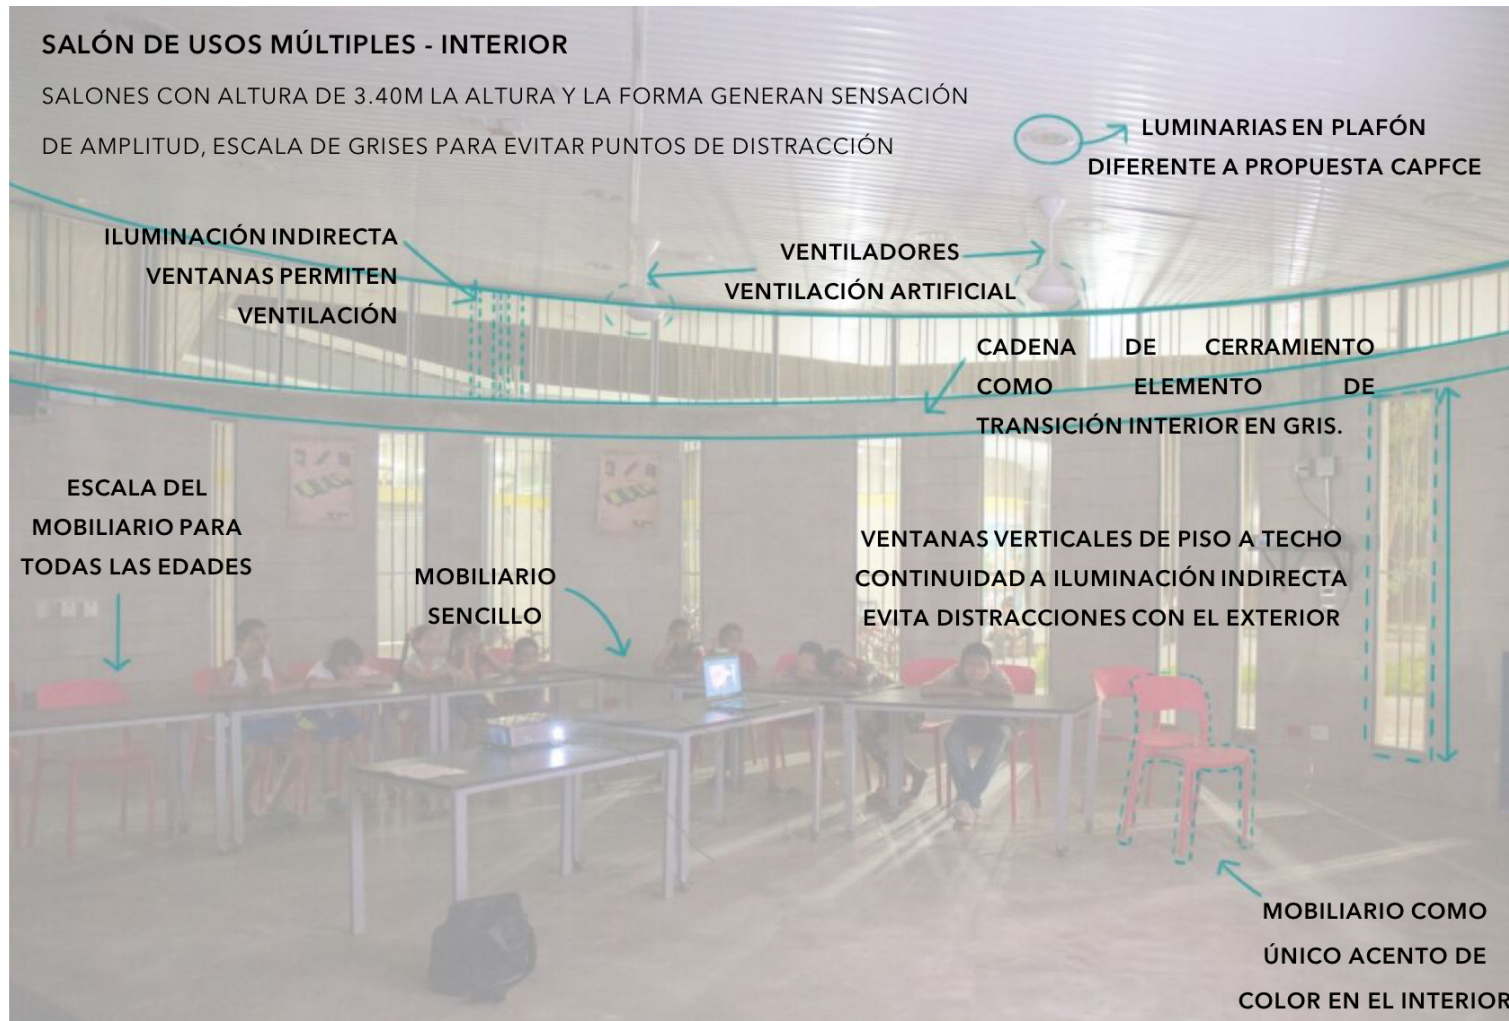 SALÓN DE USOS MÚLTIPLES - INTERIOR
SALONES CON ALTURA DE 3.40M LA ALTURA Y LA FORMA GENERAN SENSACIÓN
DE AMPLITUD, ESCALA DE GRISES PARA EVITAR PUNTOS DE DISTRACCIÓN
LUMINARIAS EN PLAFÓN
DIFERENTE A PROPUESTA CAPFCE
ILUMINACIÓN INDIRECTA
VENTANAS PERMITEN
VENTILACIÓN
VENTILADORES
VENTILACIÓN ARTIFICIAL
CADENA DE CERRAMIENTO
COMO ELEMENTO DE
TRANSICIÓN INTERIOR EN GRIS.
ESCALA DEL
MOBILIARIO PARA
TODAS LAS EDADES
MOBILIARIO
SENCILLO
VENTANAS VERTICALES DE PISO A TECHO
CONTINUIDAD A ILUMINACIÓN INDIRECTA
EVITA DISTRACCIONES CON EL EXTERIOR
MOBILIARIO COMO
ÚNICO ACENTO DE
COLOR EN EL INTERIOR